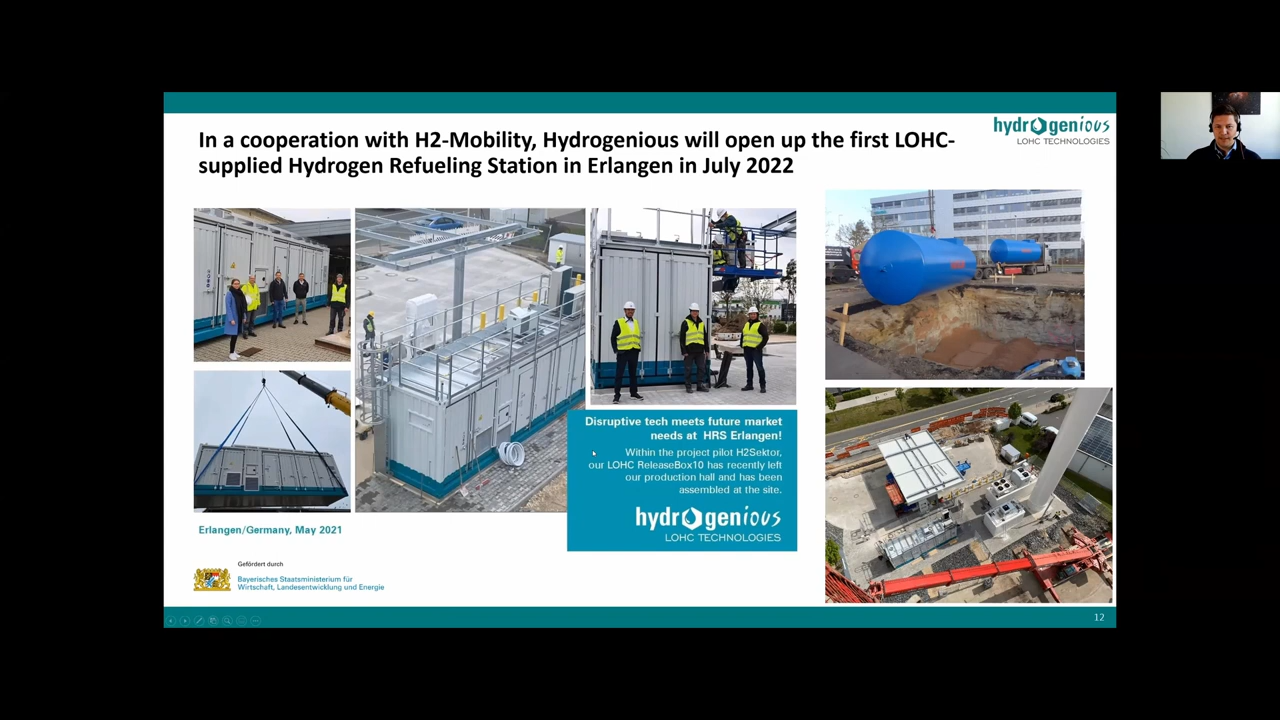 In a cooperation with H2-Mobility, Hydrogenious will open up the first LOHC-
supplied Hydrogen Refueling Station in Erlangen in July 2022
hydrogenious
LOHC TECHNOLOGIES
Disruptive tech meets future market
needs at HRS Erlangen!
Within the project pilot H2Sektor,
our LOHC ReleaseBox10 has recently left
our production hall and has been
assembled at the site.
hydrogenious
LOHC TECHNOLOGIES
Erlangen/Germany, May 2021
Gefördert durch
Bayerisches Staatsministerium für
Wirtschaft, Landesentwicklung und Energie
12